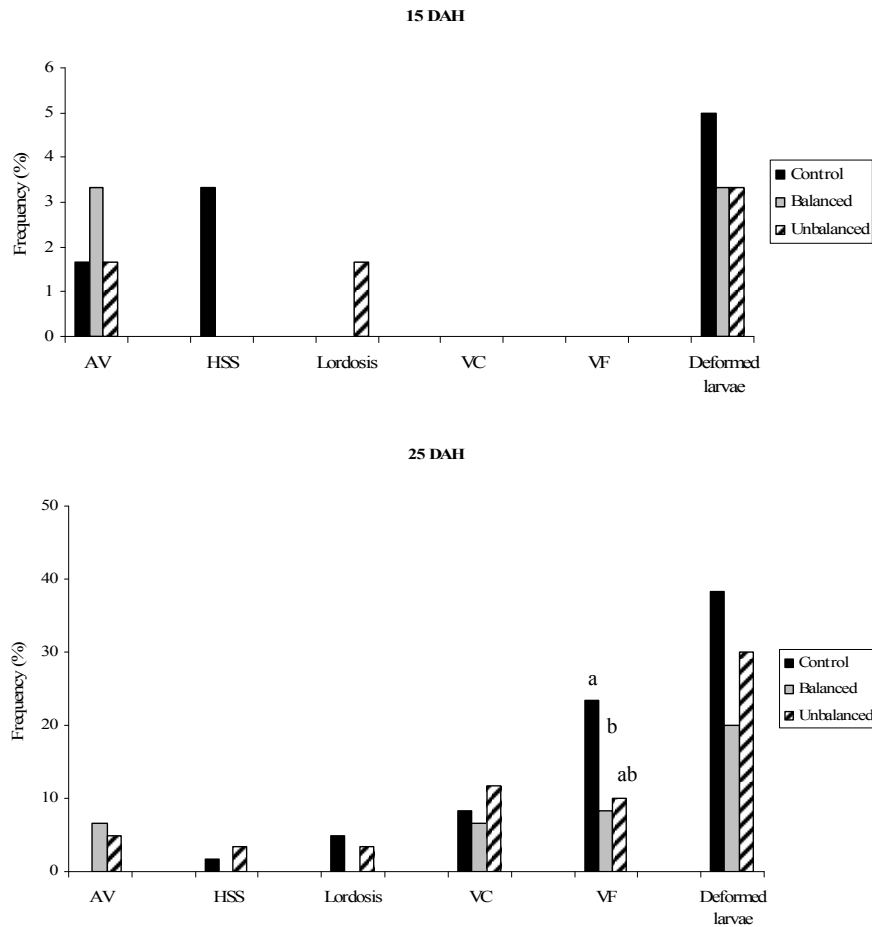 15 DAH
6
5
4
3
2
1
0
Frequency (%)
AV HSS Lordosis VC VF Deformed
larvae
Control
Balanced
Unbalanced
25 DAH
50
40
30
20
10
0
Frequency (%)
a
b
ab
AV HSS Lordosis VC VF Deformed
larvae
Control
Balanced
Unbalanced